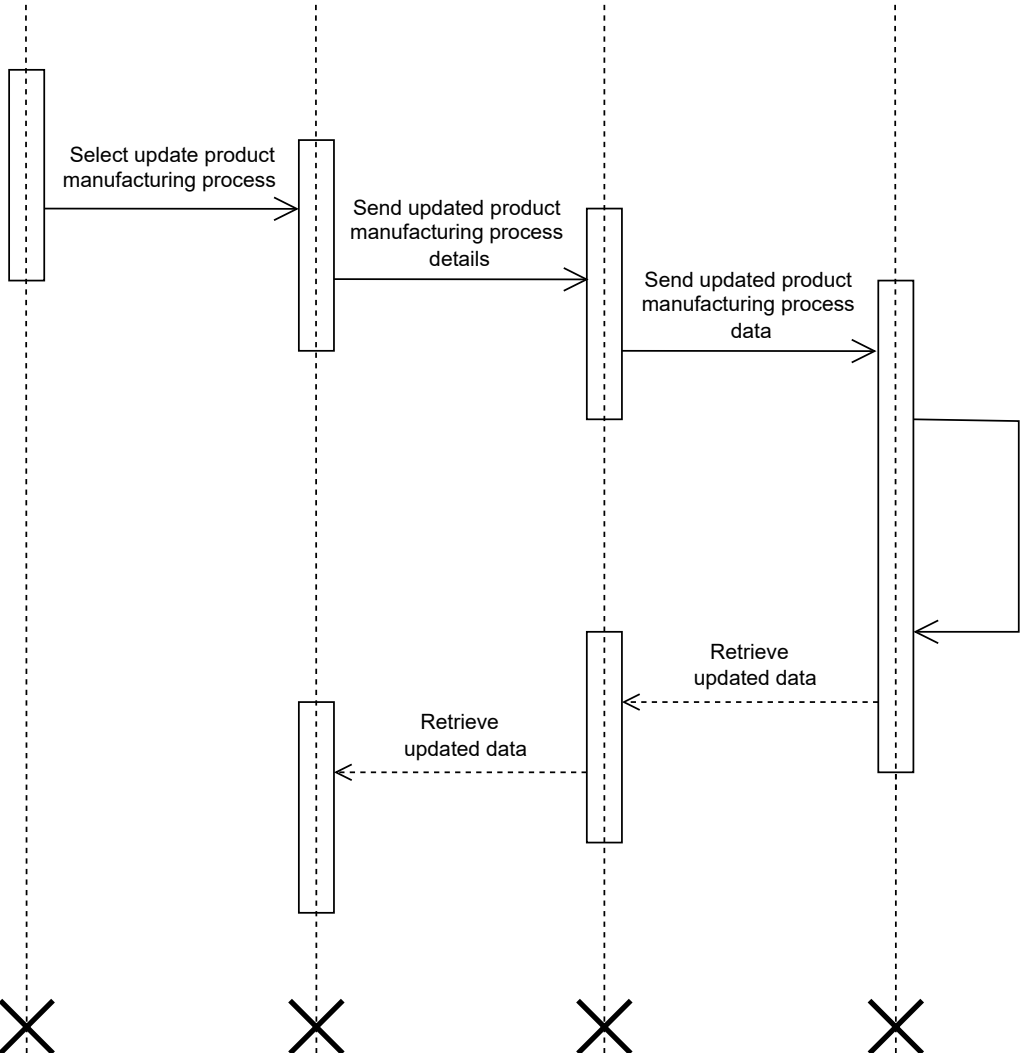 Select update product
manufacturing process
Send updated product
manufacturing process
details
Send updated product
manufacturing process
data
Retrieve
updated data
Retrieve
updated data